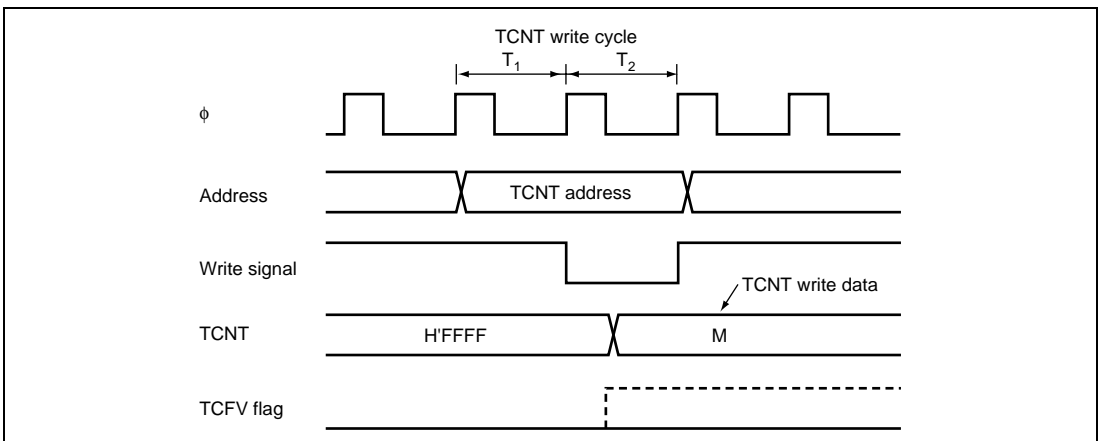 TCNT write cycle
T1 T2
ϕ
Address TCNT address
Write signal
TCNT write data
TCNT H'FFFF M
TCFV flag